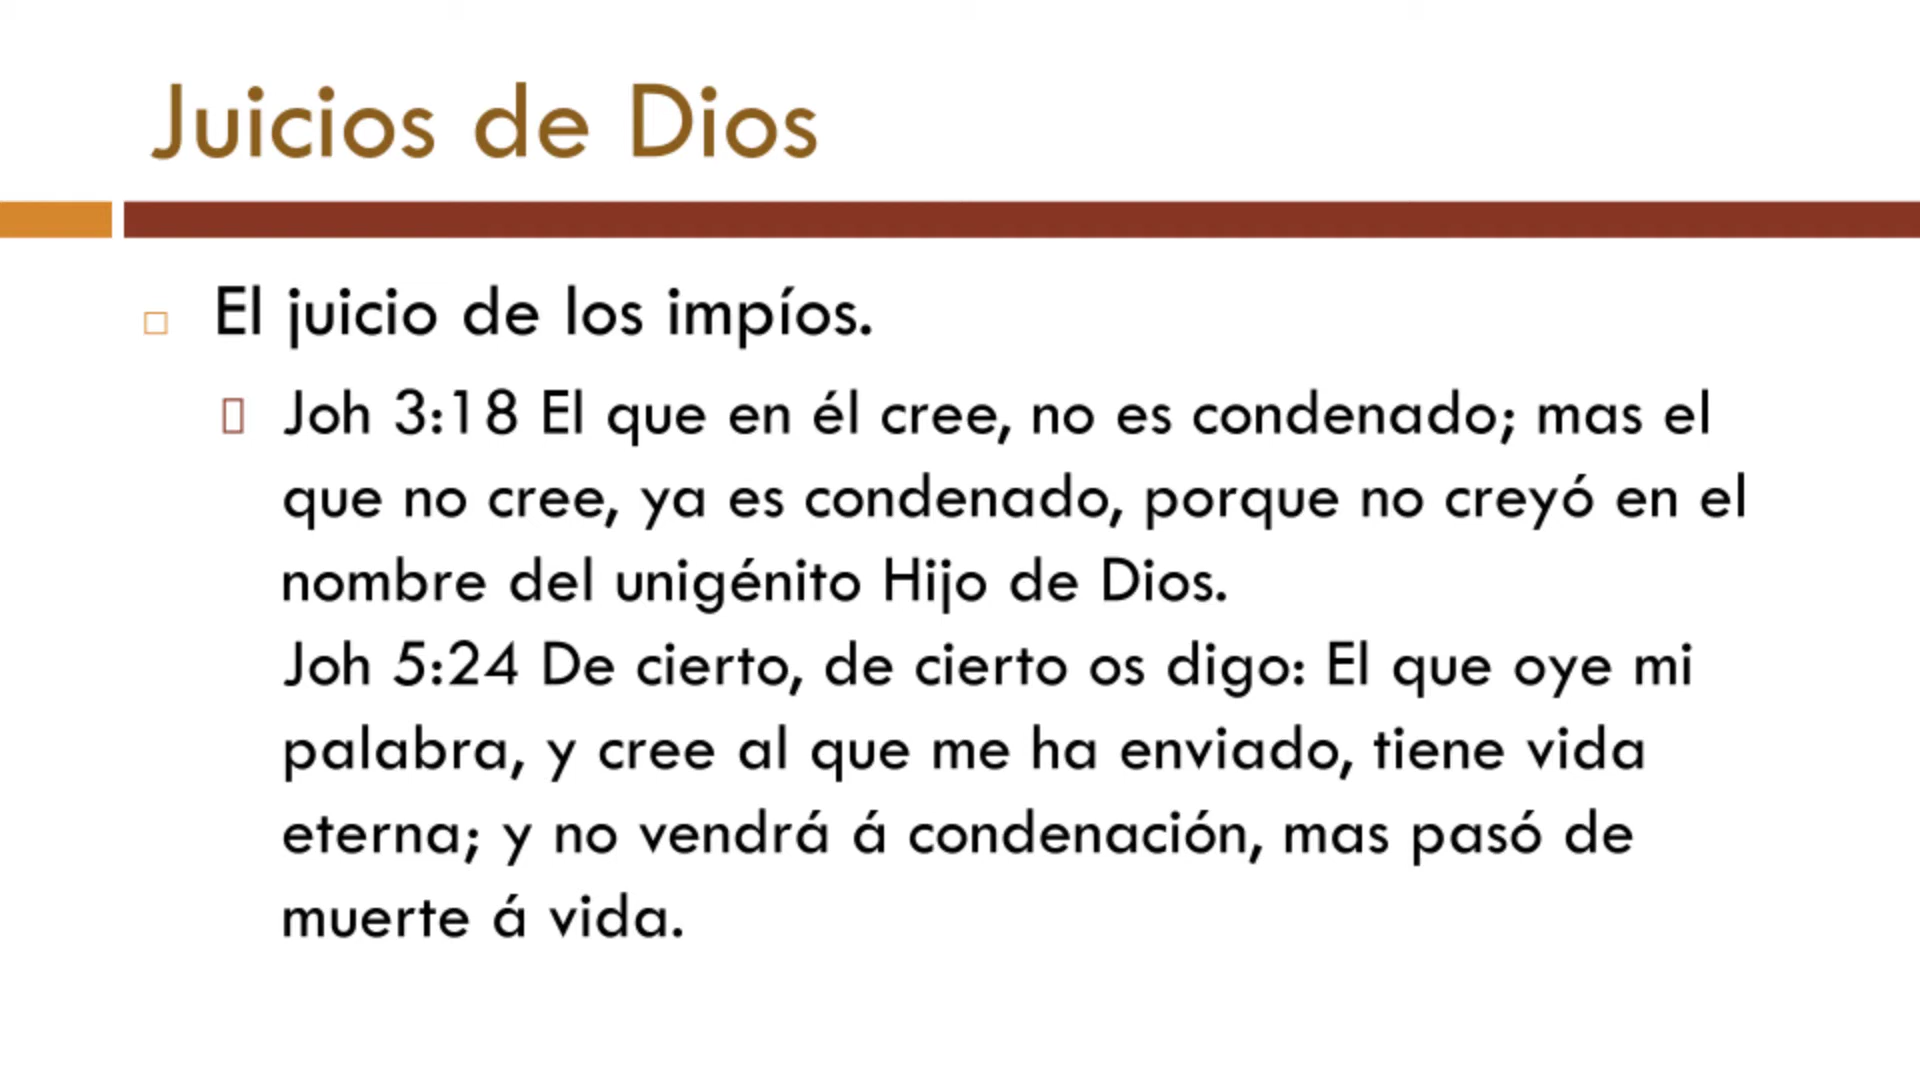 Juicios de Dios
El juicio de los impíos.
Joh 3:18 El que en él cree, no es condenado; mas el
que no cree, ya es condenado, porque no creyó en el
nombre del unigénito Hijo de Dios.
Joh 5:24 De cierto, de cierto os digo: El que oye mi
palabra, y cree al que me ha enviado, tiene vida
eterna; y no vendrá á condenación, mas pasó de
muerte á vida.